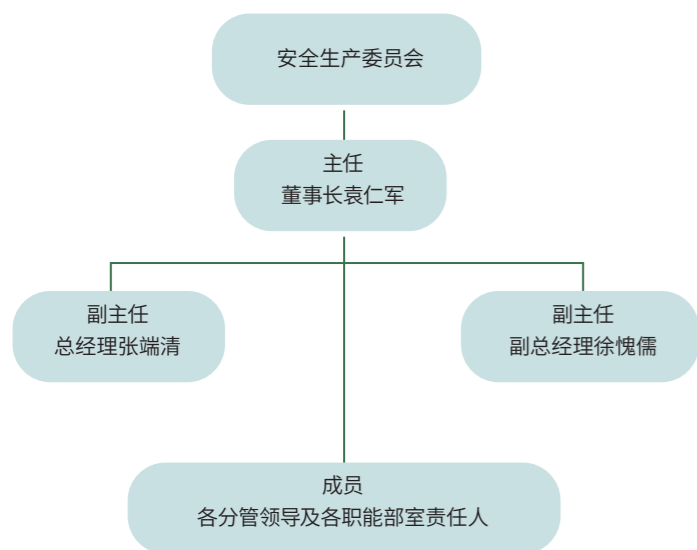 安全生产委员会
主任
董事长袁仁军
副主任
总经理张端清
副主任
副总经理徐愧儒
成员
各分管领导及各职能部室责任人